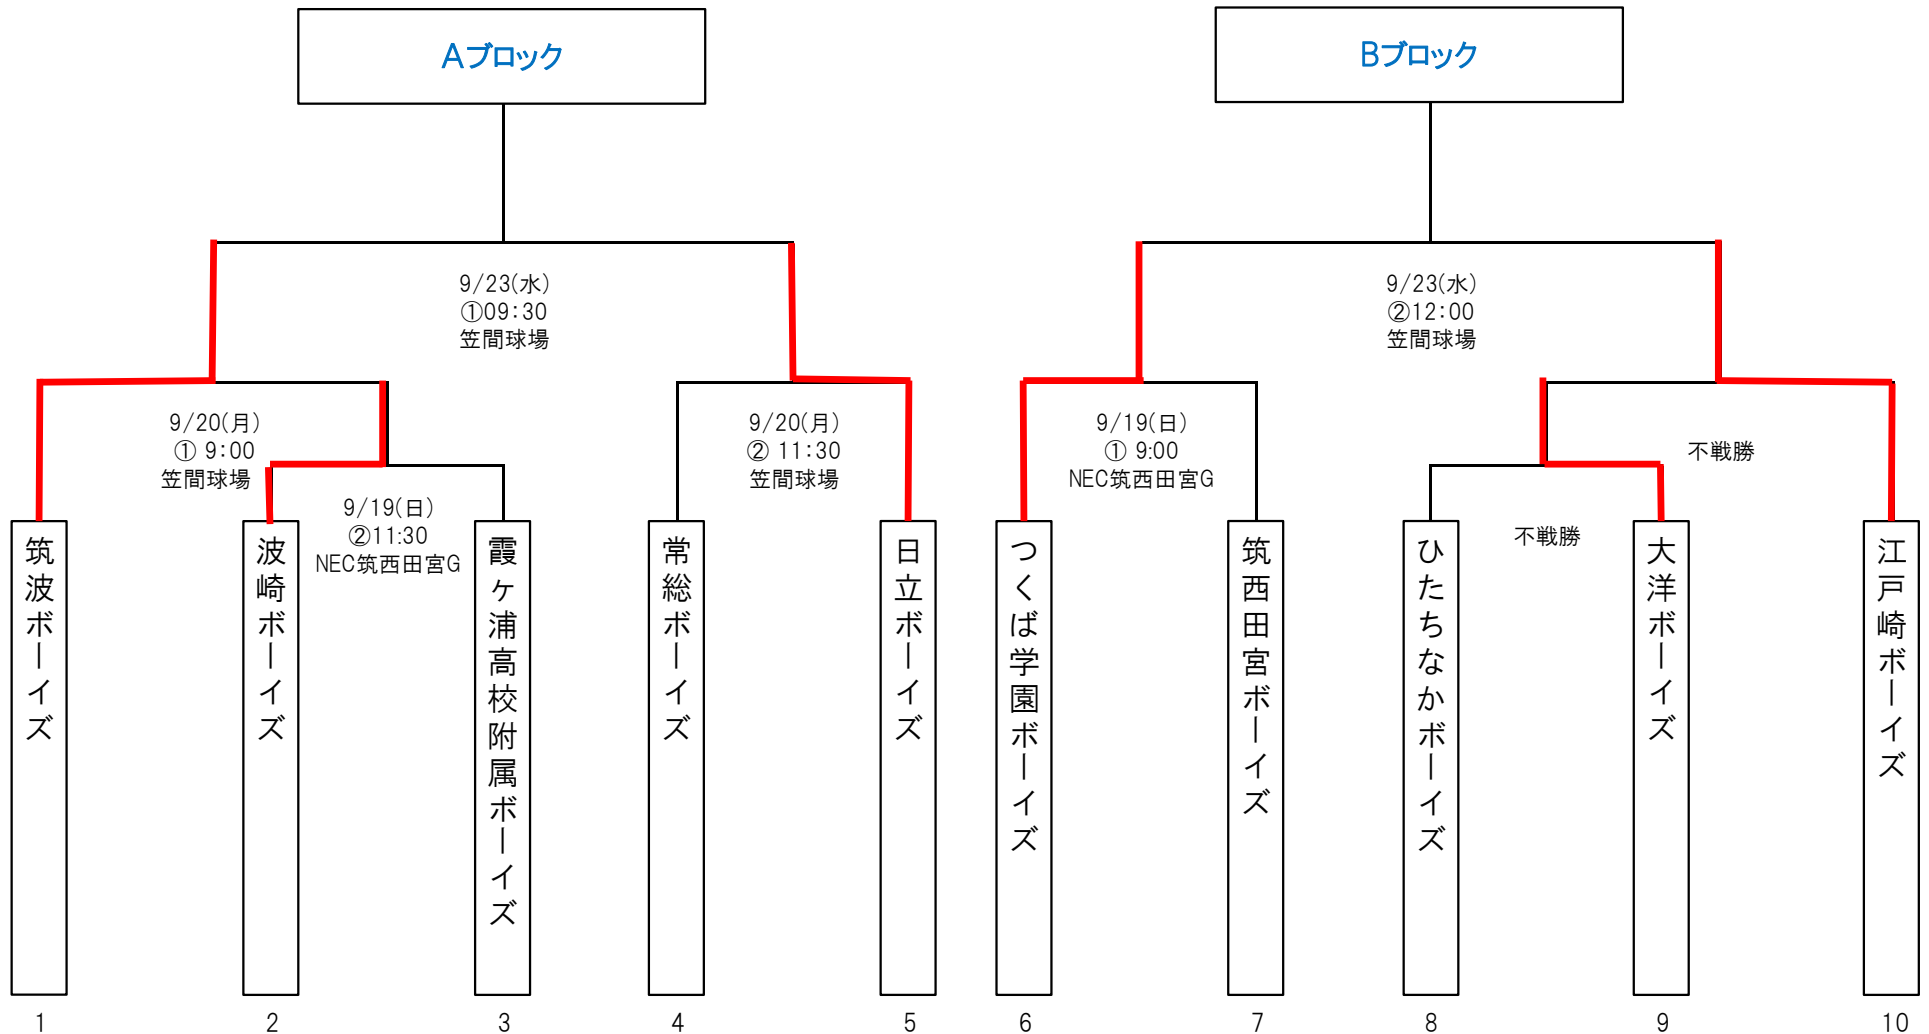 Aブロック
Bブロック
9/23(水)
①09:30
笠間球場
9/23(水)
②12:00
笠間球場
9/20(月)
① 9:00
笠間球場
9/20(月)
② 11:30
笠間球場
9/19(日)
① 9:00
NEC筑西田宮G
不戦勝
9/19(日)
②11:30
NEC筑西田宮G
不戦勝
筑波ボーイズ
波崎ボーイズ
霞ヶ浦高校附属ボーイズ
常総ボーイズ
日立ボーイズ
つくば学園ボーイズ
筑西田宮ボーイズ
ひたちなかボーイズ
大洋ボーイズ
江戸崎ボーイズ
1
2
3
4
5
6
7
8
9
10